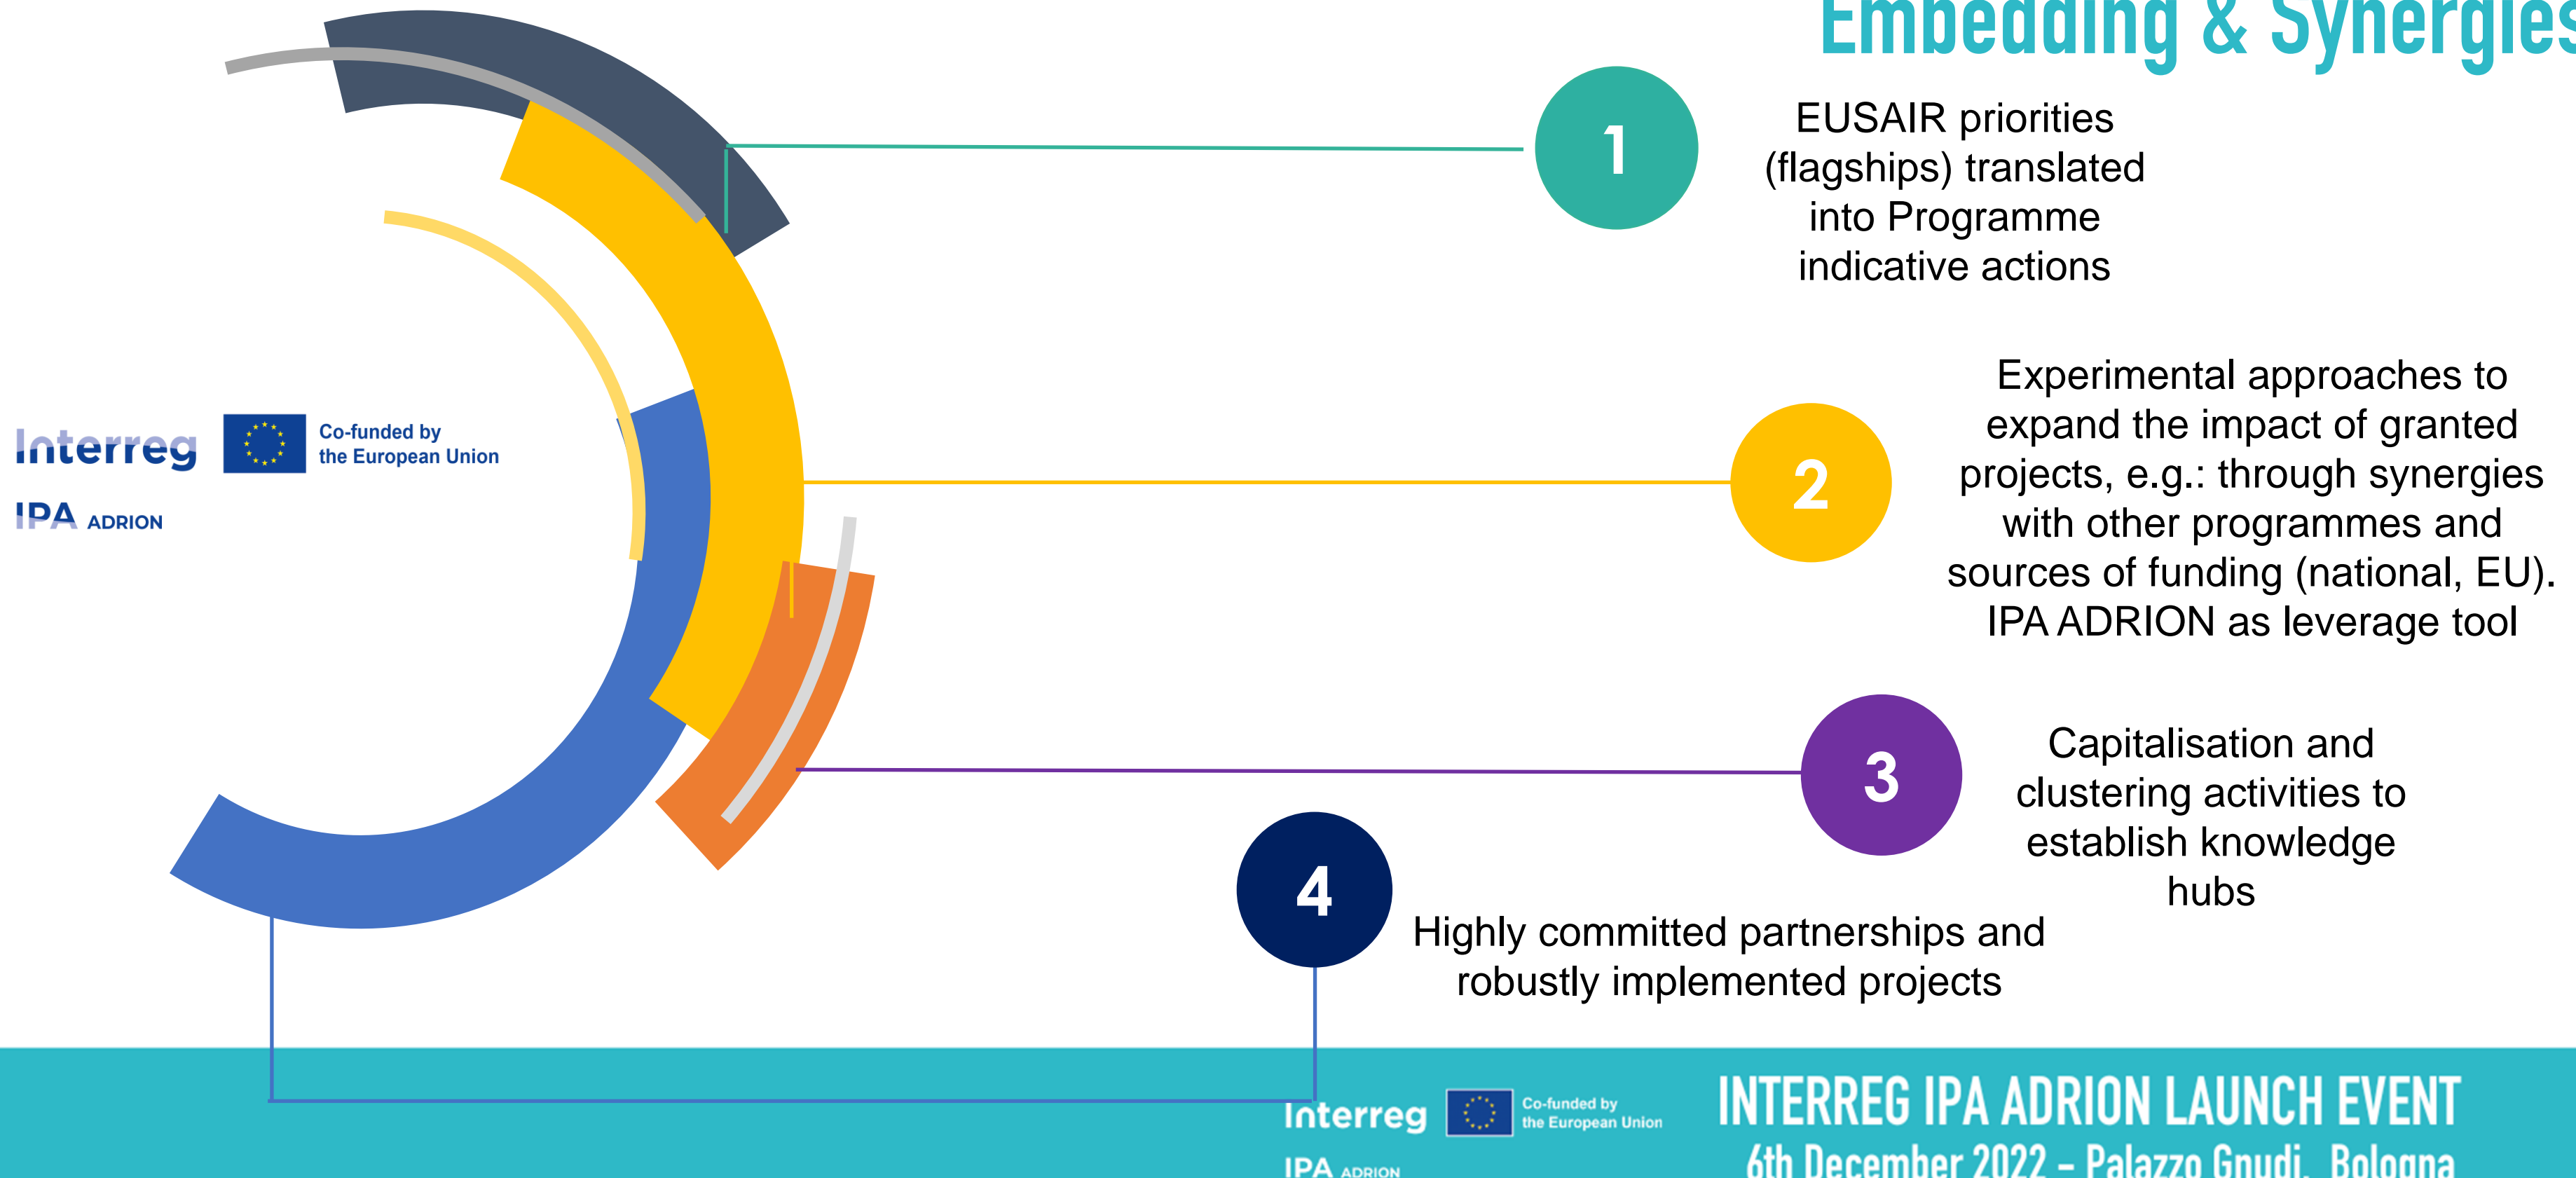 Embedding & Synergies
1
EUSAIR priorities
(flagships) translated
into Programme
indicative actions
2
Experimental approaches to
expand the impact of granted
projects, e.g.: through synergies
with other programmes and
sources of funding (national, EU).
IPA ADRION as leverage tool
Interreg
Co-funded by
the European Union
IPA ADRION
3
Capitalisation and
clustering activities to
establish knowledge
hubs
4
Highly committed partnerships and
robustly implemented projects
Interreg
Co-funded by
the European Union
IPA ADRION
INTERREG IPA ADRION LAUNCH EVENT
6th December 2022 – Palazzo Gnudi, Bologna